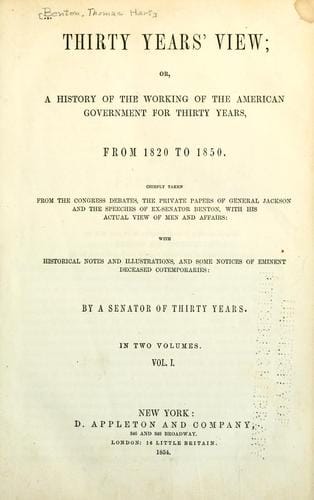 [Benton, Thomas Hart]
THIRTY YEARS' VIEW;
OR,
A HISTORY OF THE WORKING OF THE AMERICAN
GOVERNMENT FOR THIRTY YEARS,
FROM 1820 TO 1850.
CHIEFLY TAKEN
FROM THE CONGRESS DEBATES, THE PRIVATE PAPERS OF GENERAL JACKSON
AND THE SPEECHES OF EX-SENATOR BENTON, WITH HIS
ACTUAL VIEW OF MEN AND AFFAIRS:
WITH
HISTORICAL NOTES AND ILLUSTRATIONS, AND SOME NOTICES OF EMINENT
DECEASED COTEMPORARIES:
BY A SENATOR OF THIRTY YEARS.
IN TWO VOLUMES.
VOL. I.
NEW YORK:
D. APPLETON AND COMPANY,
346 AND 348 BROADWAY.
LONDON: 16 LITTLE BRITAIN.
1854.